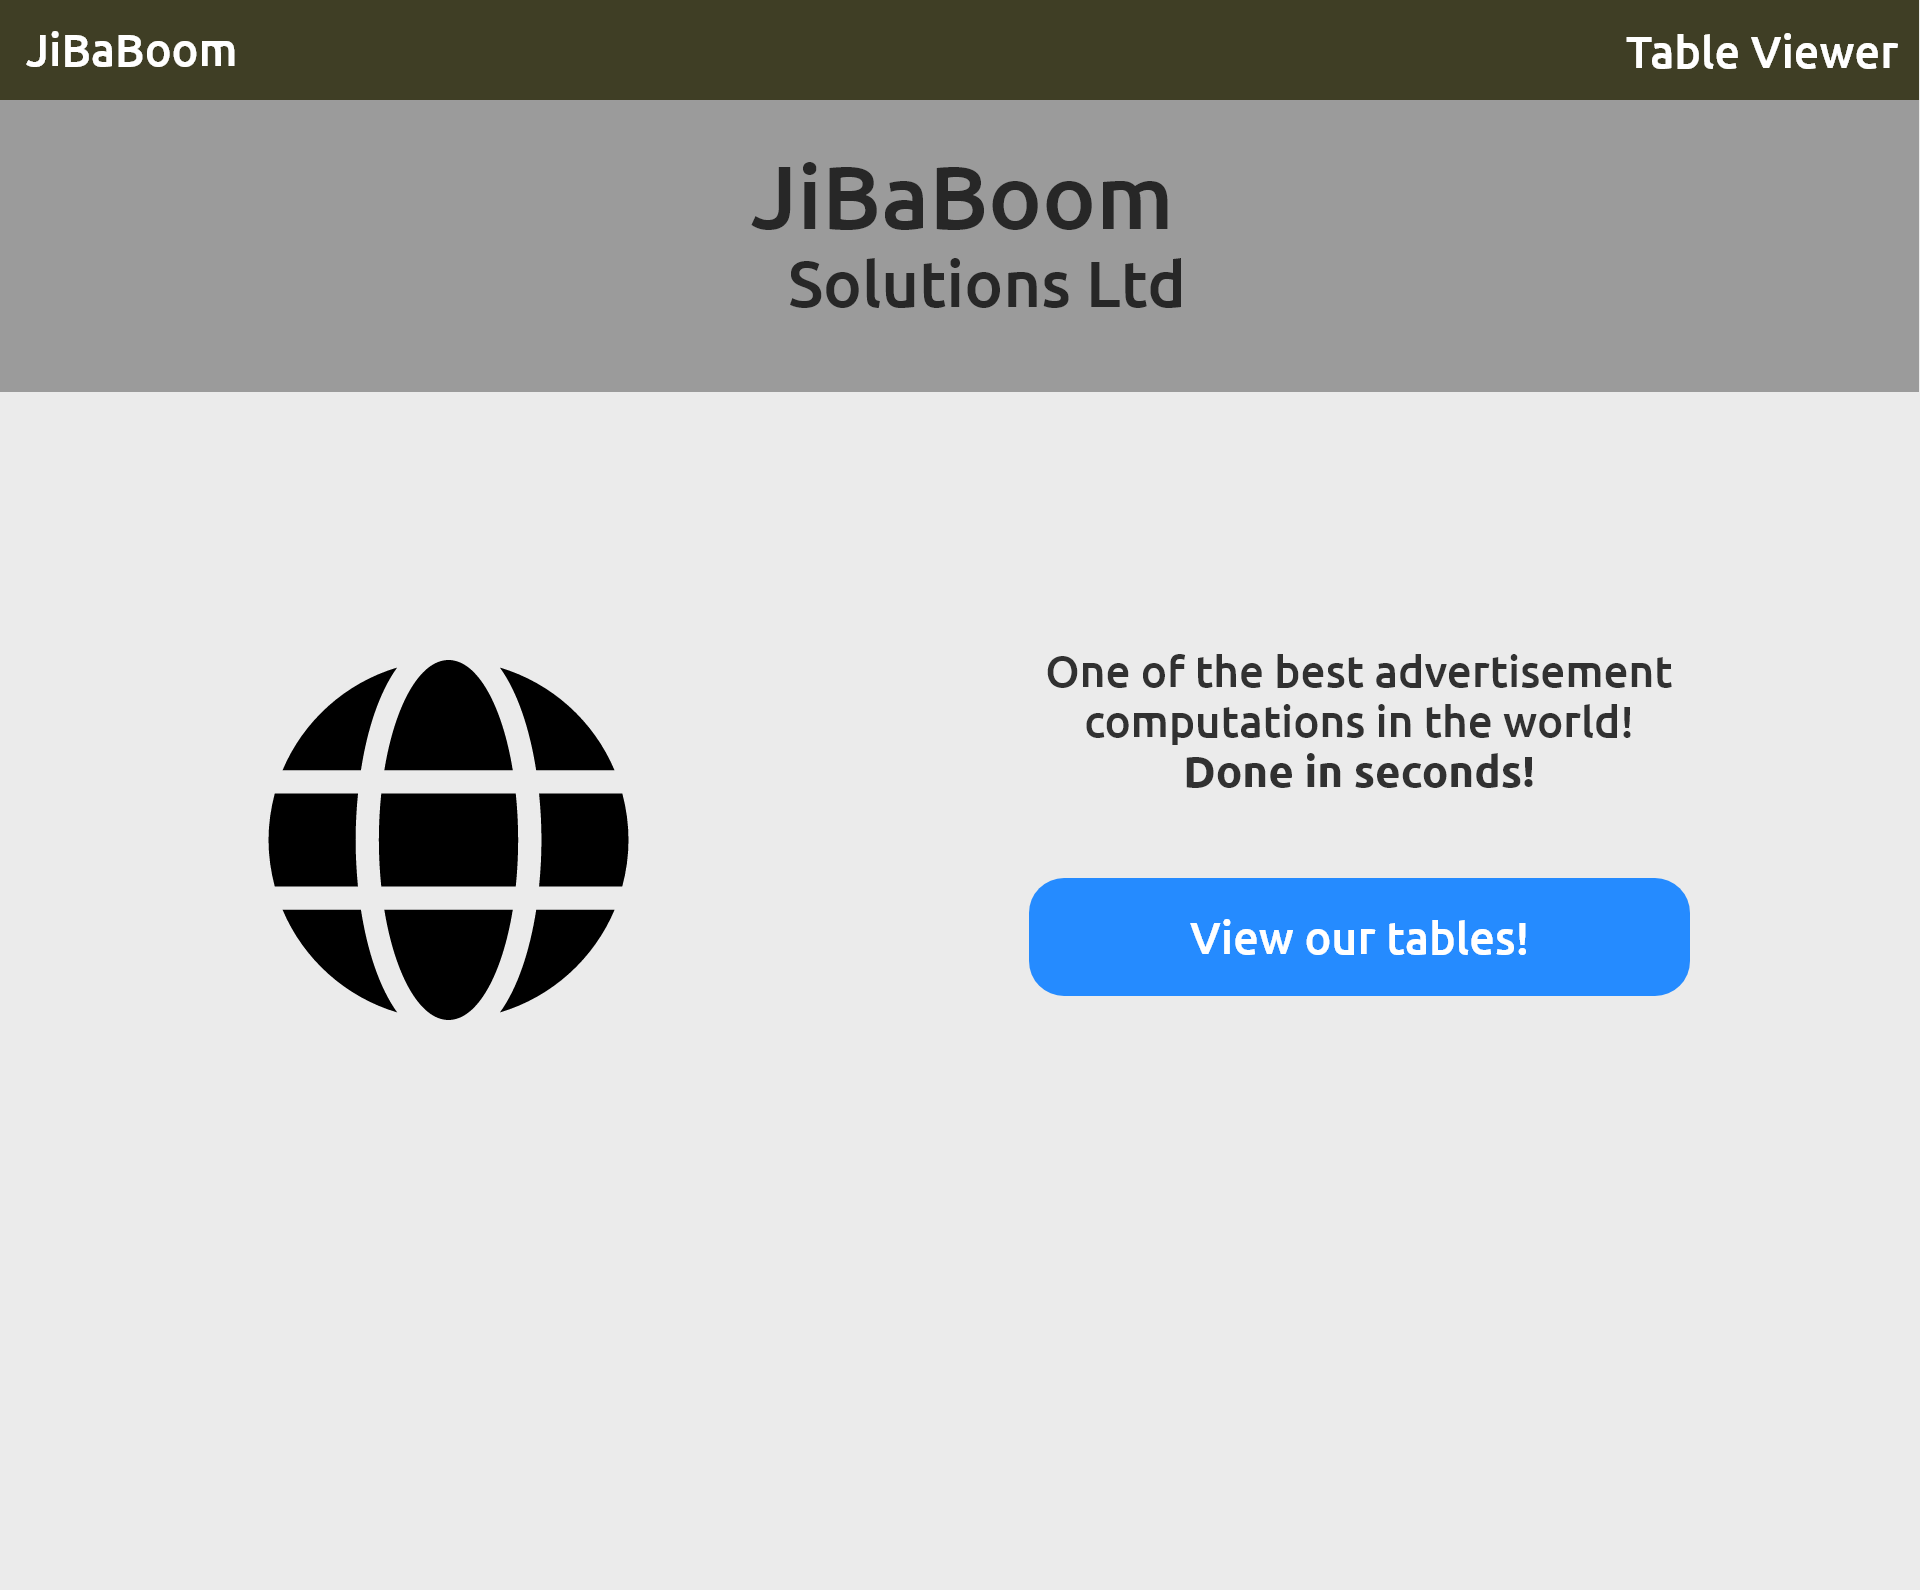 JiBaBoom
Table Viewer
JiBaBoom
Solutions Ltd
One of the best advertisement
computations in the world!
Done in seconds!
View our tables!